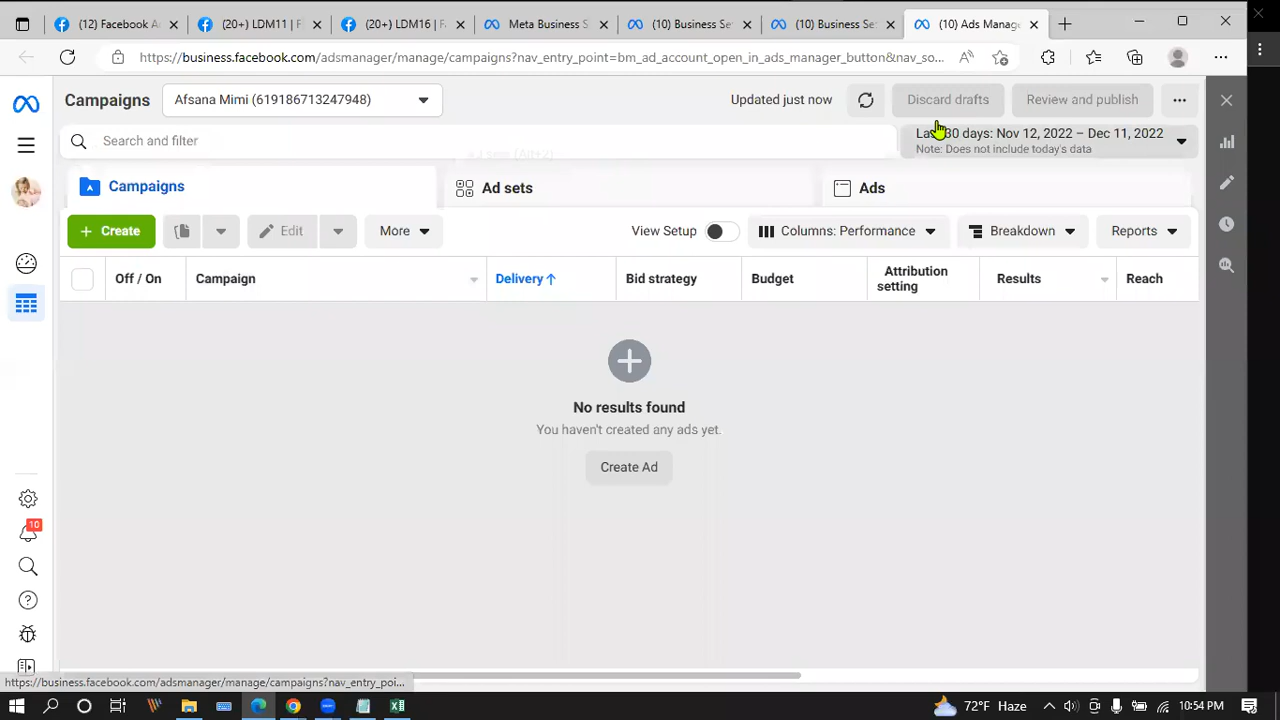 (12) Facebook A
(20+) LDM11 | F
(20+) LDM16 | Fa
Meta Business S
(10) Business Se
(10) Business Se
(10) Ads Manag
https://business.facebook.com/adsmanager/manage/campaigns?nav_entry_point=bm_ad_account_open_in_ads_manager_button&nav_so...
Campaigns
Afsana Mimi (619186713247948)
Updated just now
Discard drafts
Review and publish
Search and filter
30 days: Nov 12, 2022 – Dec 11, 2022
Note: Does not include today's data
Campaigns
Ad sets
Ads
+ Create
Edit
More
View Setup
Columns: Performance
Breakdown
Reports
Off / On
Campaign
Delivery ↑
Bid strategy
Budget
Attribution
setting
Results
Reach
No results found
You haven't created any ads yet.
Create Ad
10
https://business.facebook.com/adsmanager/manage/campaigns?nav_entry_poi...
72°F Haze
10:54 PM